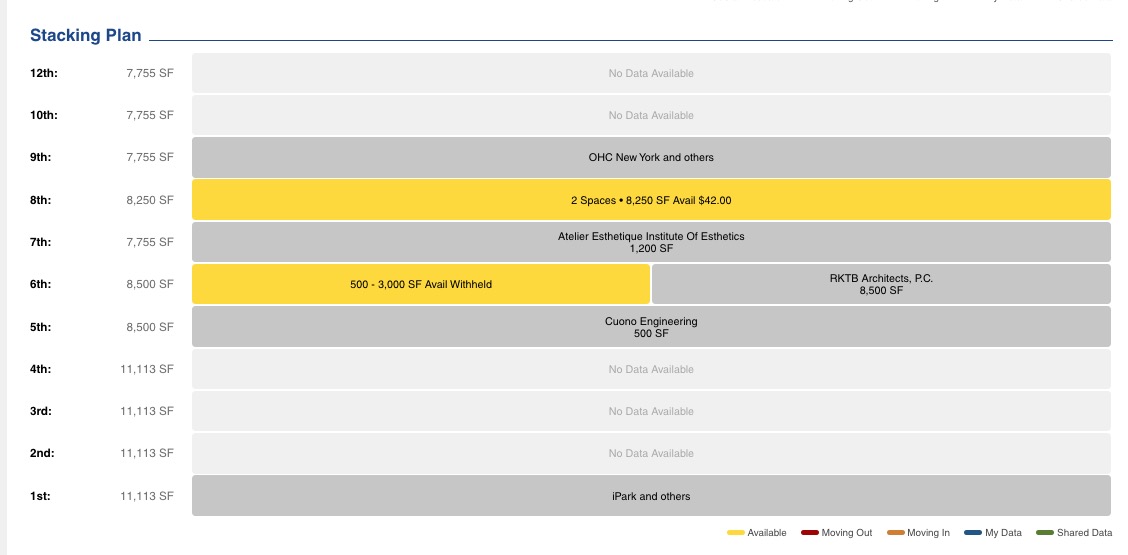 Stacking Plan
12th: 7,755 SF No Data Available
10th: 7,755 SF No Data Available
9th: 7,755 SF OHC New York and others
8th: 8,250 SF 2 Spaces • 8,250 SF Avail $42.00
7th: 7,755 SF Atelier Esthetique Institute Of Esthetics
1,200 SF
6th: 8,500 SF 500 - 3,000 SF Avail Withheld RKTB Architects, P.C.
8,500 SF
5th: 8,500 SF Cuono Engineering
500 SF
4th: 11,113 SF No Data Available
3rd: 11,113 SF No Data Available
2nd: 11,113 SF No Data Available
1st: 11,113 SF iPark and others
Available Moving Out Moving In My Data Shared Data